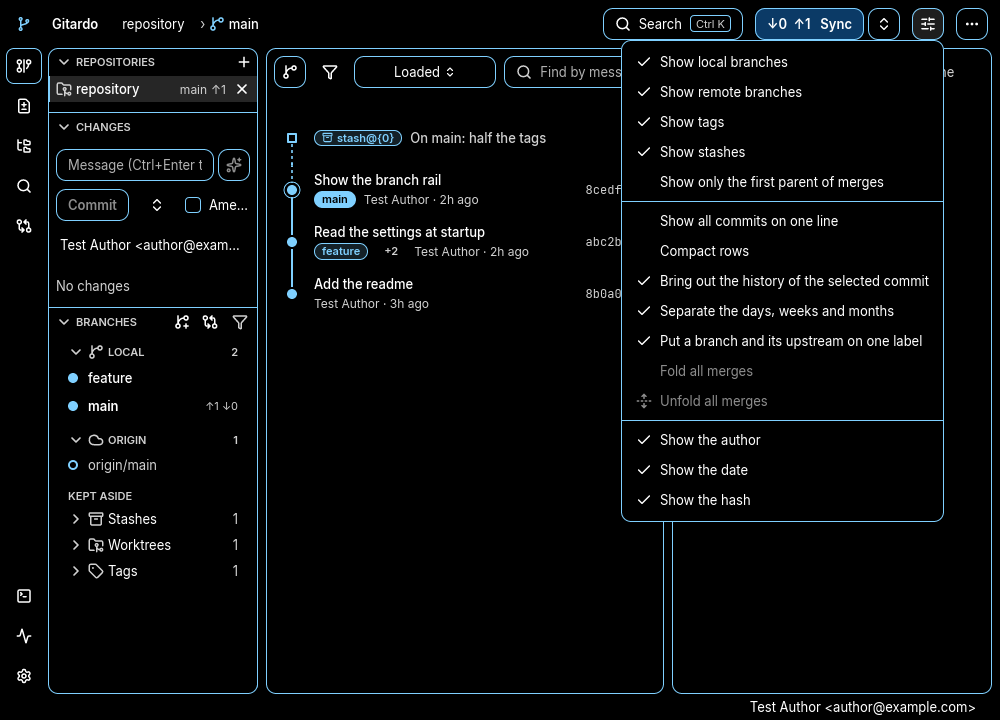 Gitardo repository › main Search Ctrl K ↓0 ↑1 Sync
REPOSITORIES
repository main ↑1
CHANGES
Message (Ctrl+Enter t
Commit Ame...
Test Author <author@exam...
No changes
BRANCHES
LOCAL 2
feature
main ↑1 ↓0
ORIGIN 1
origin/main
KEPT ASIDE
Stashes 1
Worktrees 1
Tags 1
Loaded Find by mess
stash@{0} On main: half the tags
Show the branch rail
main Test Author · 2h ago 8cedf
Read the settings at startup
feature +2 Test Author · 2h ago abc2b
Add the readme
Test Author · 3h ago 8b0a0
Show local branches
Show remote branches
Show tags
Show stashes
Show only the first parent of merges
Show all commits on one line
Compact rows
Bring out the history of the selected commit
Separate the days, weeks and months
Put a branch and its upstream on one label
Fold all merges
Unfold all merges
Show the author
Show the date
Show the hash
Test Author <author@example.com>